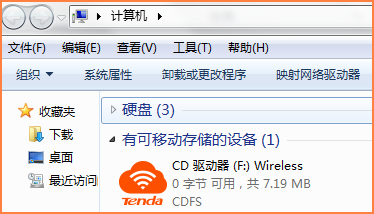 计算机
文件(F) 编辑(E) 查看(V) 工具(T) 帮助(H)
组织 系统属性 卸载或更改程序 映射网络驱动器
收藏夹
下载
桌面
最近访问
硬盘 (3)
有可移动存储的设备 (1)
CD 驱动器 (F:) Wireless
0 字节 可用，共 7.19 MB
CDFS
Tenda